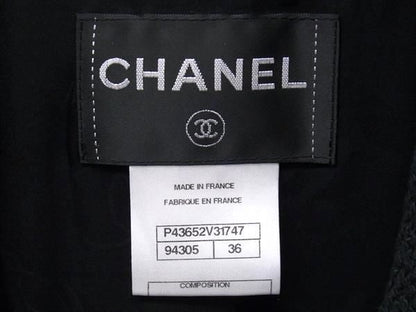 CHANEL
MADE IN FRANCE
FABRIQUE EN FRANCE
P43652V31747
94305 36
COMPOSITION